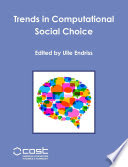 Trends in Computational
Social Choice
Edited by Ulle Endriss
cost